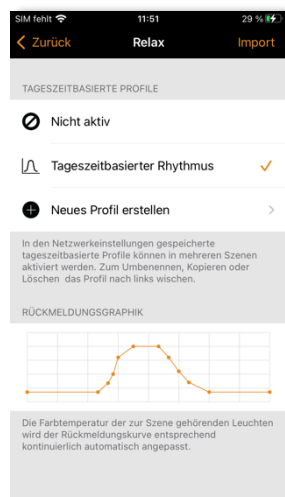 SIM fehlt 11:51 29 %
Zurück Relax Import
TAGESZEITBASIERTE PROFILE
Nicht aktiv
Tageszeitbasierter Rhythmus
Neues Profil erstellen
In den Netzwerkeinstellungen gespeicherte
tageszeitbasierte Profile können in mehreren Szenen
aktiviert werden. Zum Umbenennen, Kopieren oder
Löschen  das Profil nach links wischen.
RÜCKMELDUNGSGRAPHIK
Die Farbtemperatur der zur Szene gehörenden Leuchten
wird der Rückmeldungskurve entsprechend
kontinuierlich automatisch angepasst.